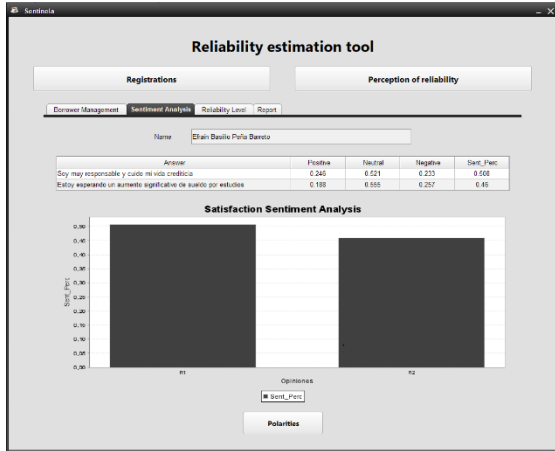 Sentinela
Reliability estimation tool
Registrations Perception of reliability
Borrower Management Sentiment Analysis Reliability Level Report
Name Efraín Basilio Peña Barreto
Answer Positive Neutral Negative Sent_Perc
Soy muy responsable y cuido mi vida crediticia 0.246 0.521 0.233 0.508
Estoy esperando un aumento significativo de sueldo por estudios 0.188 0.555 0.257 0.46
Satisfaction Sentiment Analysis
0,50
0,45
0,40
0,35
0,30
Sent_Perc
0,25
0,20
0,15
0,10
0,05
0,00
R1 R2
Opiniones
Sent_Perc
Polarities